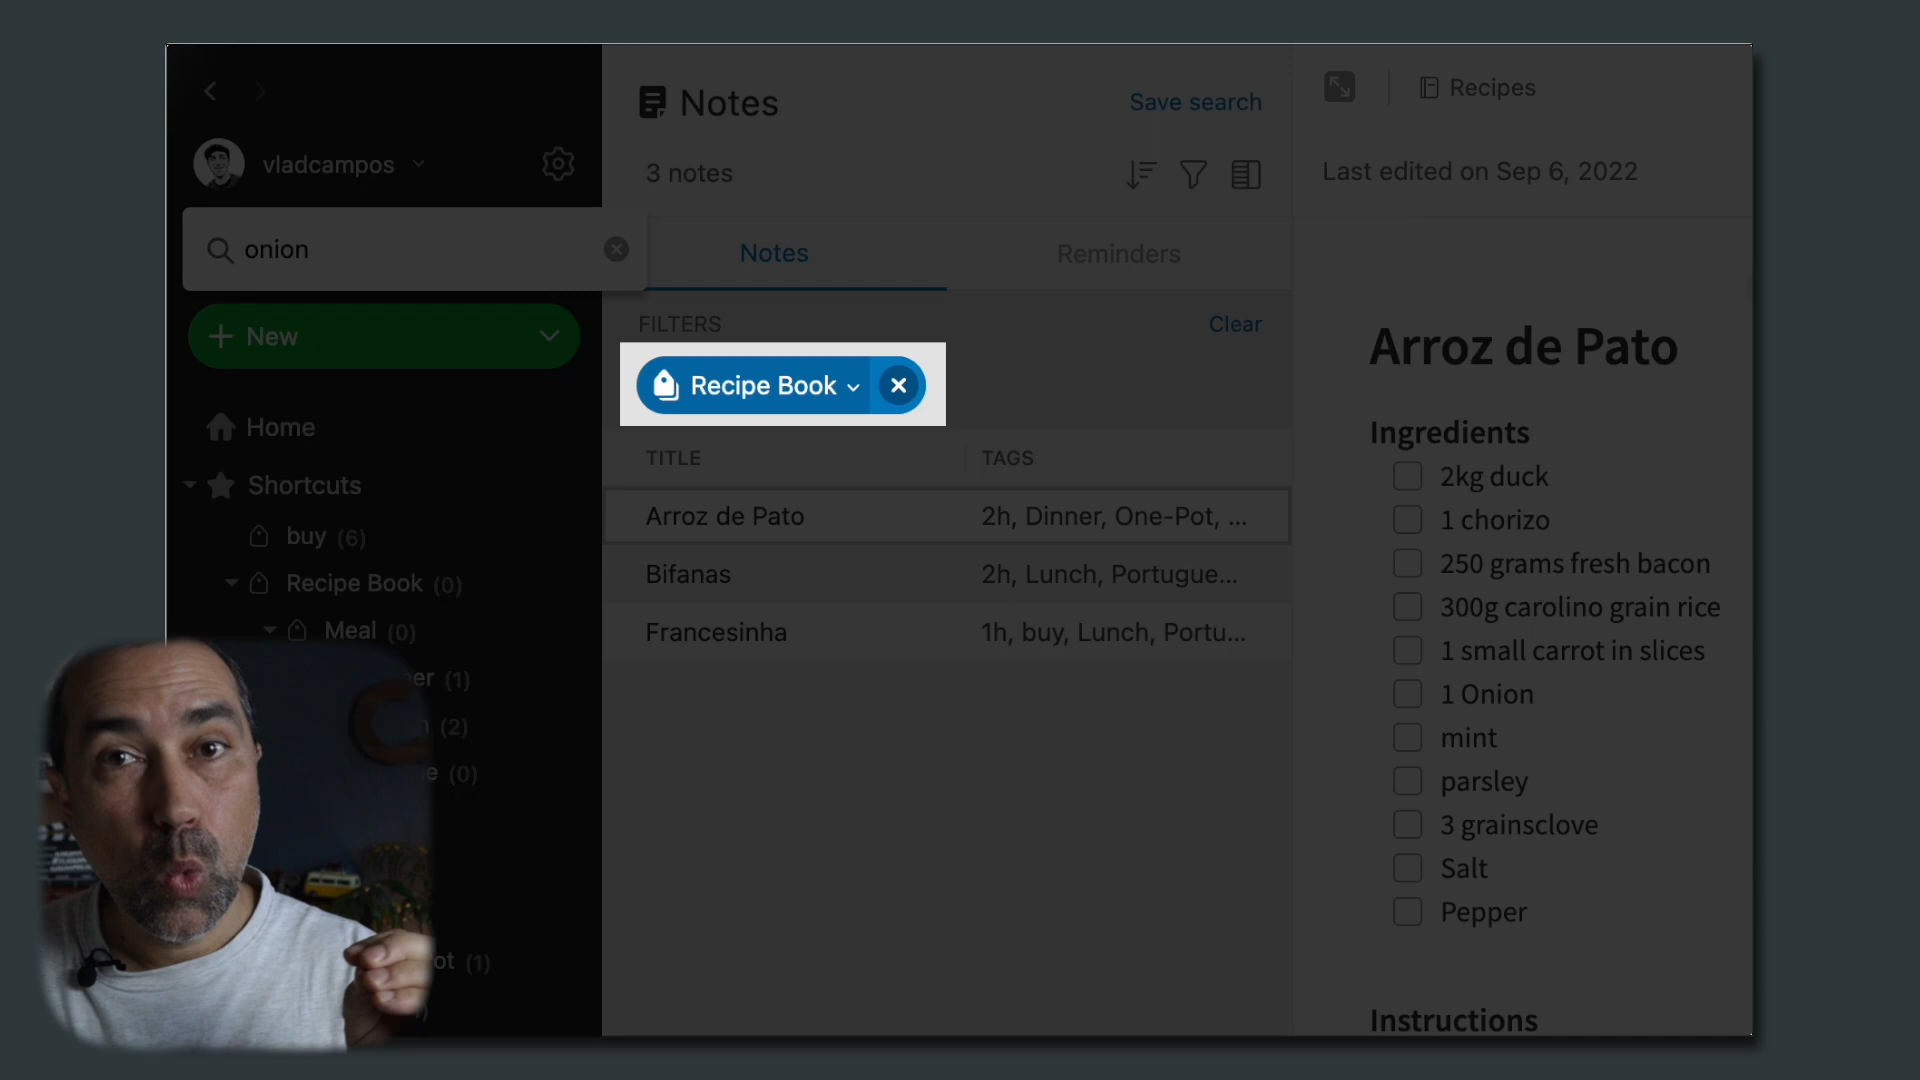 vladcampos
onion
New
Home
Shortcuts
buy (6)
Recipe Book (0)
Meal (0)
er (1)
(2)
e (0)
ot (1)
Notes
Save search
3 notes
Notes
Reminders
FILTERS
Clear
Recipe Book
TITLE
TAGS
Arroz de Pato
2h, Dinner, One-Pot, ...
Bifanas
2h, Lunch, Portugue...
Francesinha
1h, buy, Lunch, Portu...
Recipes
Last edited on Sep 6, 2022
Arroz de Pato
Ingredients
2kg duck
1 chorizo
250 grams fresh bacon
300g carolino grain rice
1 small carrot in slices
1 Onion
mint
parsley
3 grainsclove
Salt
Pepper
Instructions